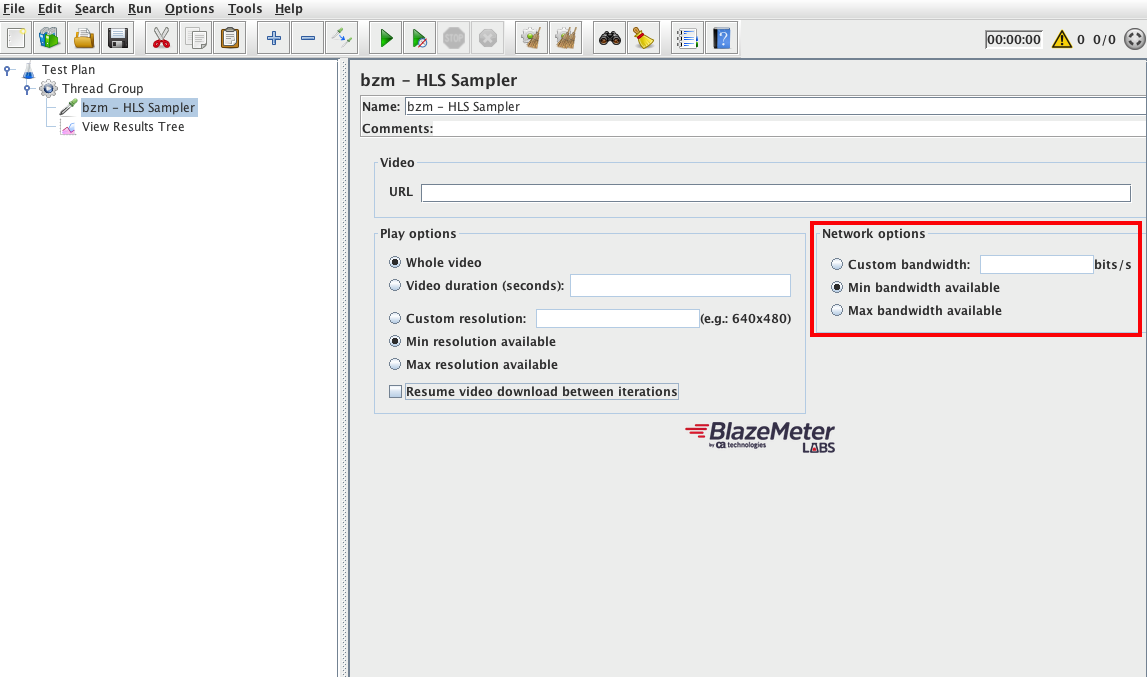 File Edit Search Run Options Tools Help
STOP
00:00:00 0 0/0
Test Plan
Thread Group
bzm - HLS Sampler
View Results Tree
bzm - HLS Sampler
Name: bzm - HLS Sampler
Comments:
Video
URL
Play options
Whole video
Video duration (seconds):
Custom resolution: (e.g.: 640x480)
Min resolution available
Max resolution available
Resume video download between iterations
Network options
Custom bandwidth: bits/s
Min bandwidth available
Max bandwidth available
BlazeMeter
by ca technologies LABS